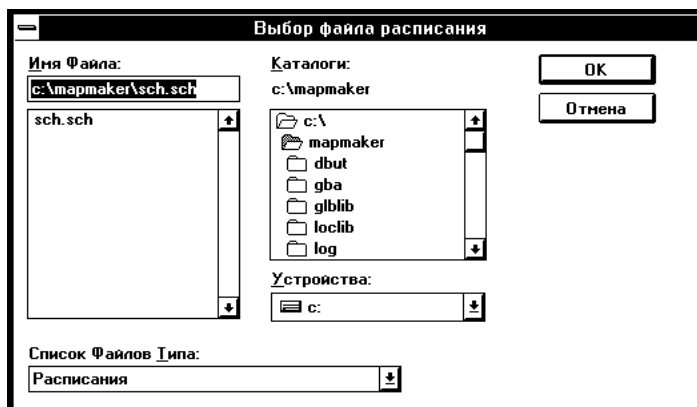 Выбор файла расписания
Имя Файла:
c:\mapmaker\sch.sch
sch.sch
Каталоги:
c:\mapmaker
c:\
mapmaker
dbut
gba
glblib
loclib
log
Устройства:
c:
Список Файлов Типа:
Расписания
OK
Отмена